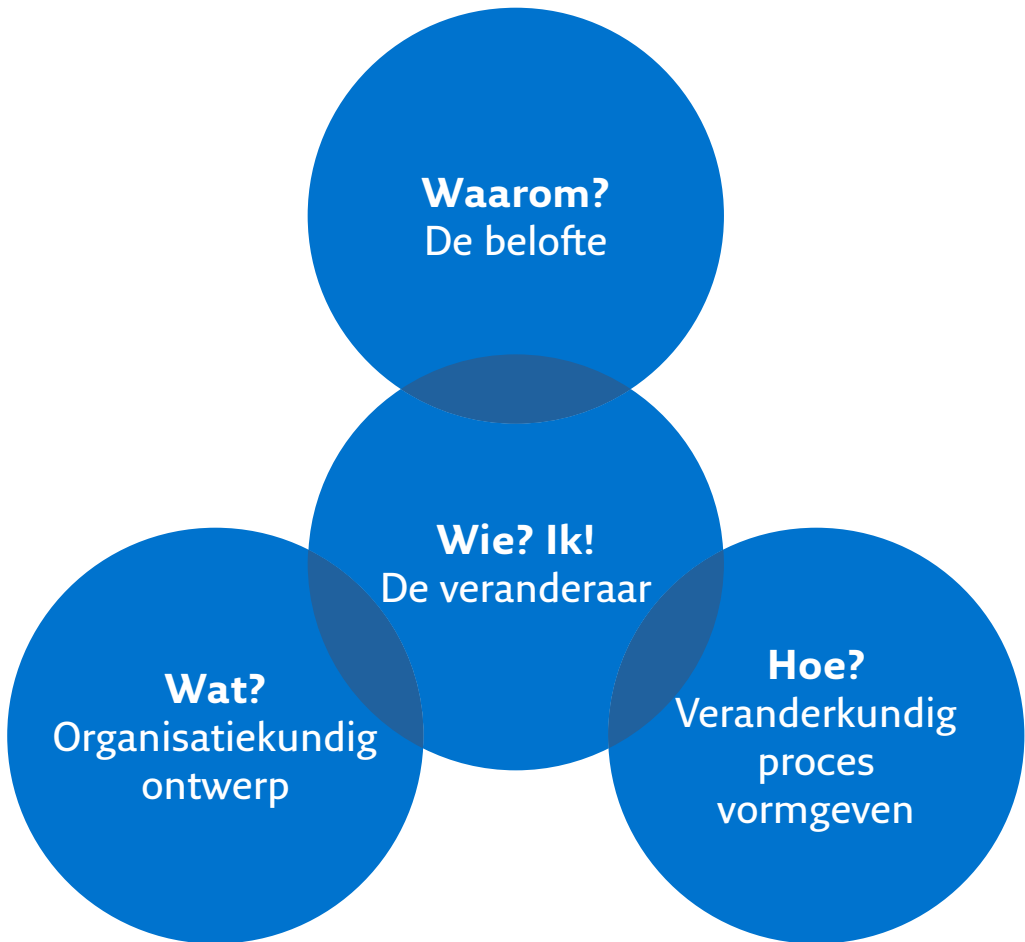 Waarom?
De belofte
Wie? Ik!
De veranderaar
Wat?
Organisatiekundig
ontwerp
Hoe?
Veranderkundig
proces
vormgeven